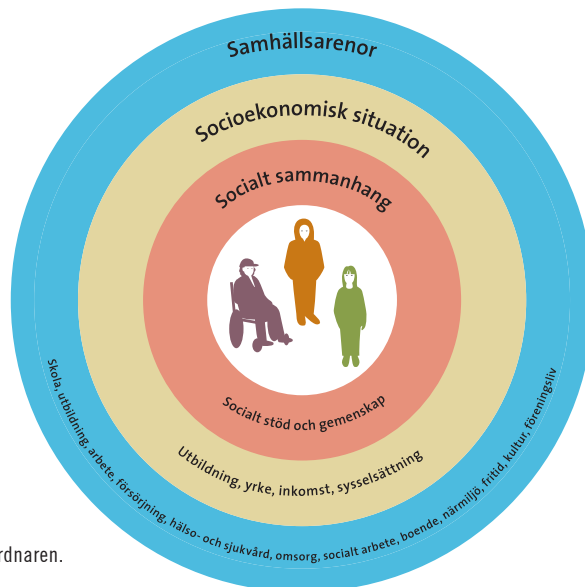 Samhällsarenor
Socioekonomisk situation
Socialt sammanhang
Socialt stöd och gemenskap
Utbildning, yrke, inkomst, sysselsättning
Skola, utbildning, arbete, försörjning, hälso- och sjukvård, omsorg, socialt arbete, boende, närmiljö, fritid, kultur, föreningsliv
rdnaren.